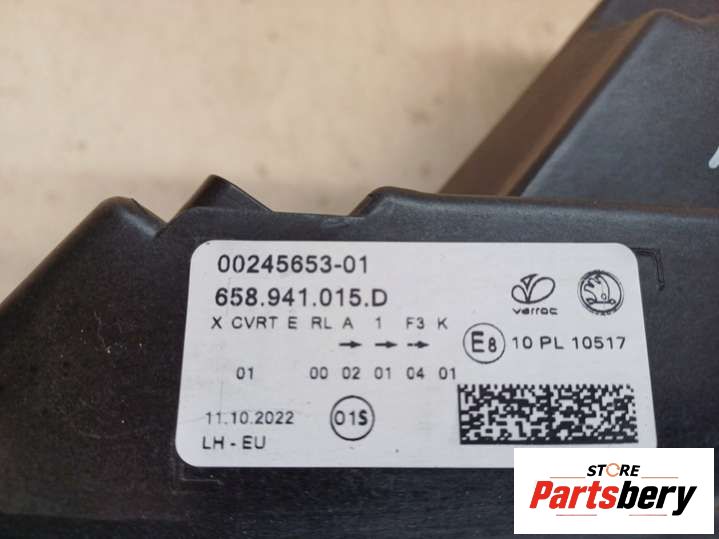 00245653-01
658.941.015.D
varroc
X CVRT E RL A 1 F3 K
E8 10 PL 10517
01 00 02 01 04 01
11.10.2022
01S
LH - EU
STORE
Partsbery